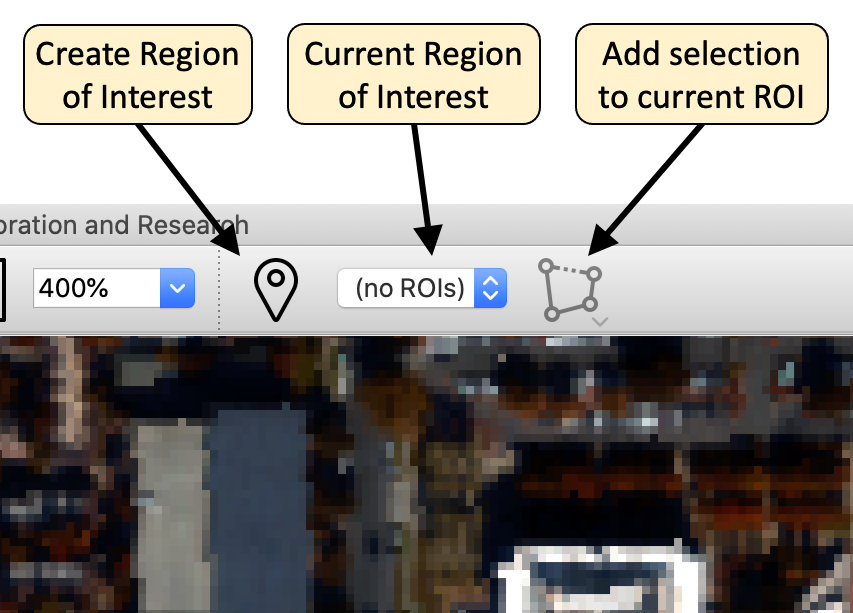 Create Region
of Interest
Current Region
of Interest
Add selection
to current ROI
oration and Research
400%
(no ROIs)